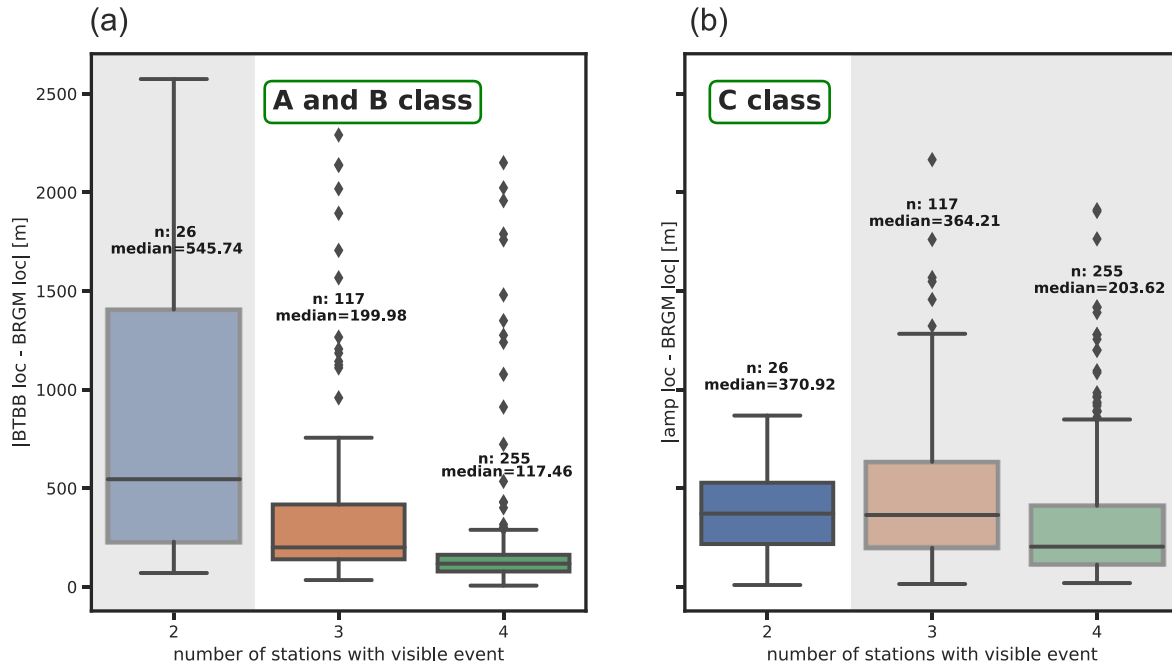 (a)
A and B class
2500
2000
1500
1000
500
0
|BTBB loc - BRGM loc| [m]
n: 26
median=545.74
n: 117
median=199.98
n: 255
median=117.46
2
3
4
number of stations with visible event
(b)
C class
|amp loc - BRGM loc| [m]
n: 26
median=370.92
n: 117
median=364.21
n: 255
median=203.62
2
3
4
number of stations with visible event